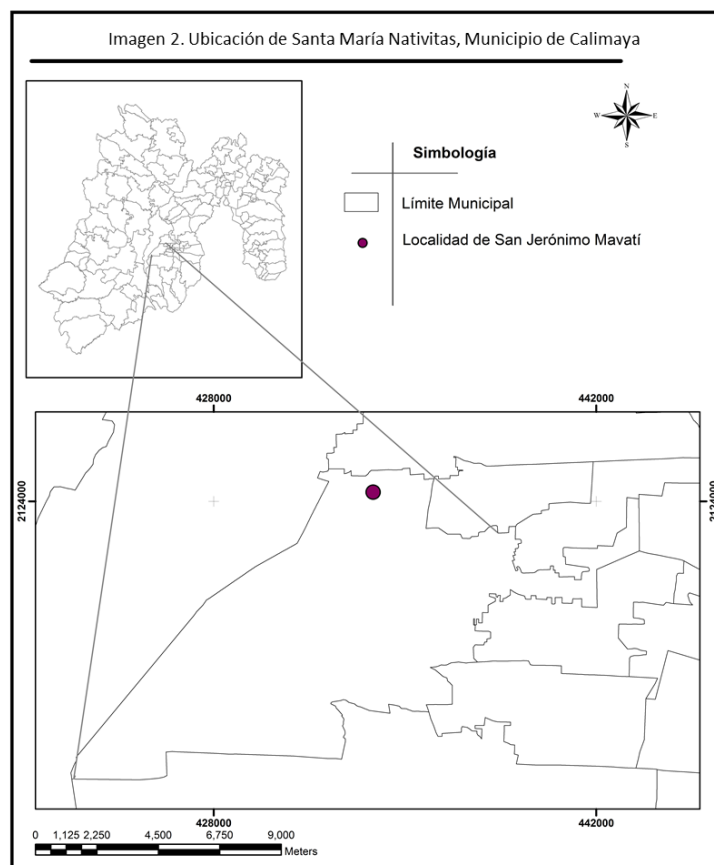 Imagen 2. Ubicación de Santa María Nativitas, Municipio de Calimaya
N
W E
S
Simbología
Límite Municipal
Localidad de San Jerónimo Mavatí
428000 442000
2124000 2124000
428000 442000
0 1,125 2,250 4,500 6,750 9,000
Meters